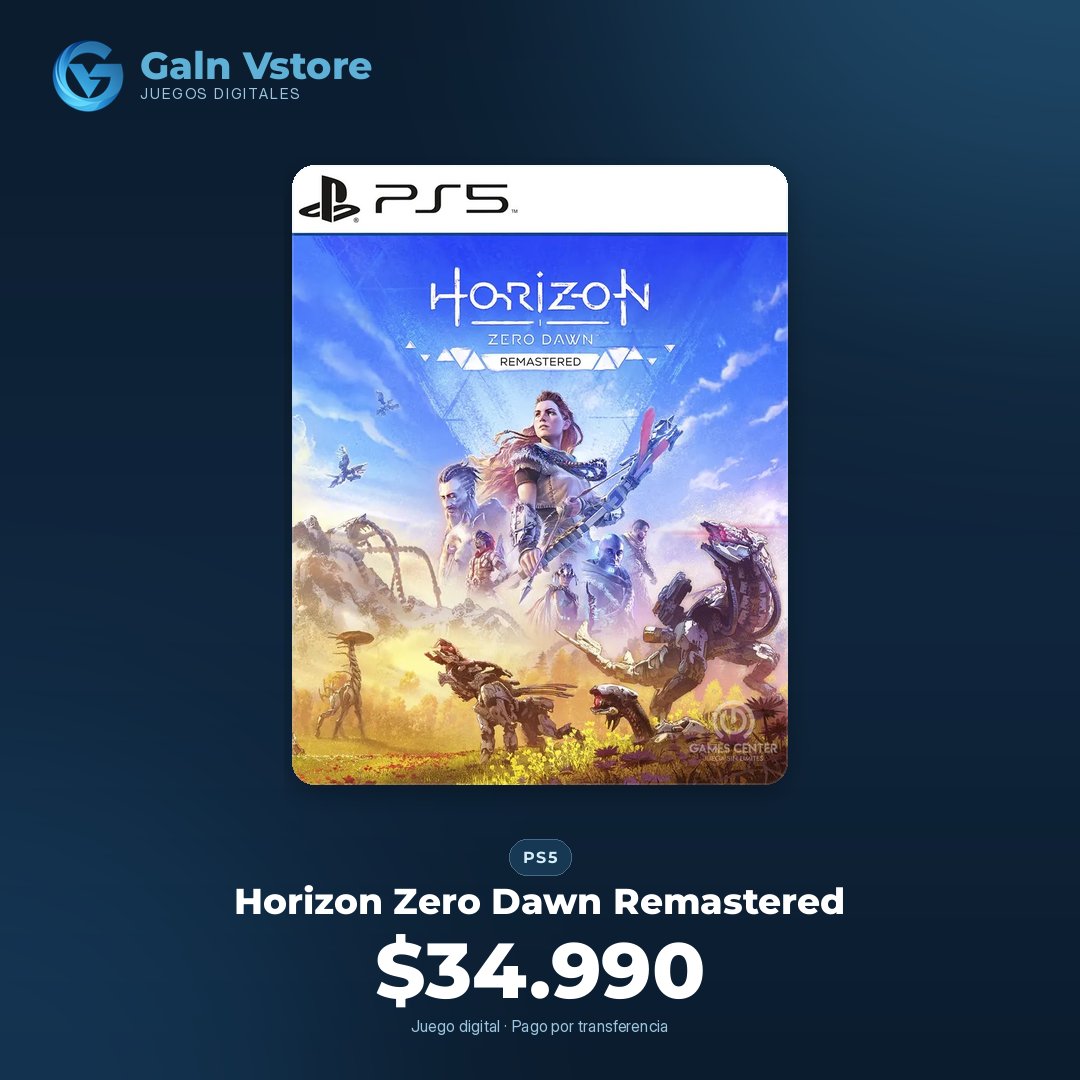 GaIn Vstore
JUEGOS DIGITALES
PS5
HORIZON
ZERO DAWN
REMASTERED
GAMES CENTER
PS5
Horizon Zero Dawn Remastered
$34.990
Juego digital · Pago por transferencia